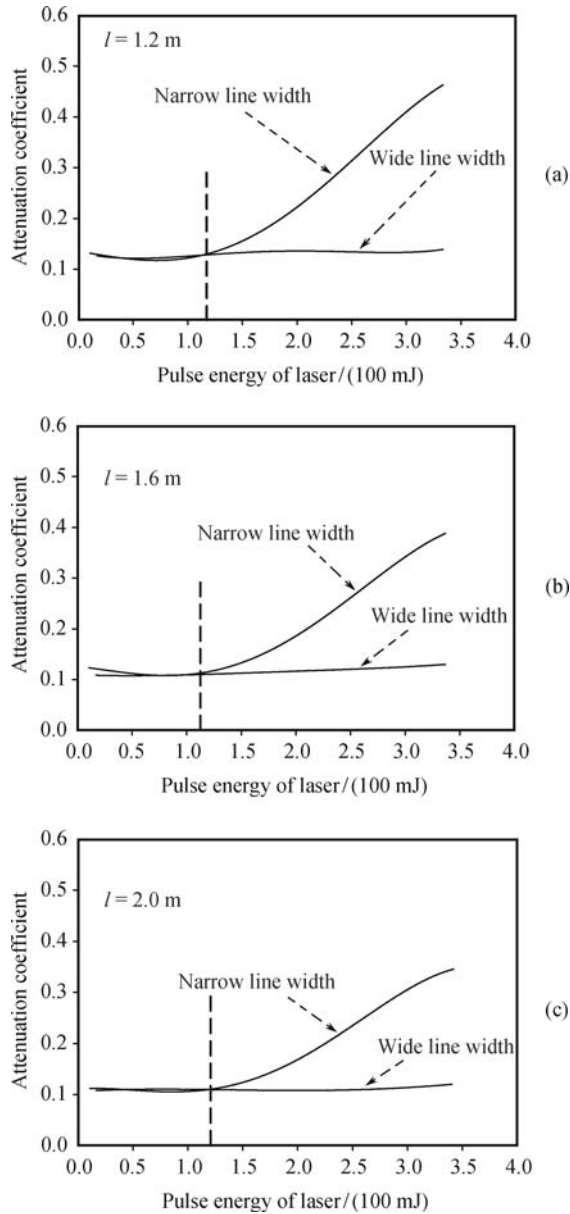 l = 1.2 m
Narrow line width
Wide line width
Attenuation coefficient
0.6
0.5
0.4
0.3
0.2
0.1
0.0
0.0 0.5 1.0 1.5 2.0 2.5 3.0 3.5 4.0
Pulse energy of laser/(100 mJ)
(a)
l = 1.6 m
Narrow line width
Wide line width
Attenuation coefficient
0.6
0.5
0.4
0.3
0.2
0.1
0.0
0.0 0.5 1.0 1.5 2.0 2.5 3.0 3.5 4.0
Pulse energy of laser/(100 mJ)
(b)
l = 2.0 m
Narrow line width
Wide line width
Attenuation coefficient
0.6
0.5
0.4
0.3
0.2
0.1
0.0
0.0 0.5 1.0 1.5 2.0 2.5 3.0 3.5 4.0
Pulse energy of laser/(100 mJ)
(c)